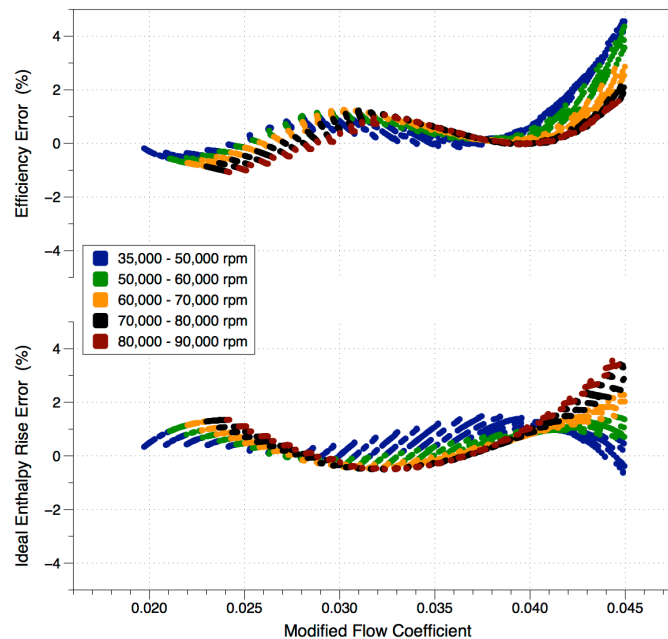 Efficiency Error (%)
4
2
0
-2
-4
35,000 - 50,000 rpm
50,000 - 60,000 rpm
60,000 - 70,000 rpm
70,000 - 80,000 rpm
80,000 - 90,000 rpm
Ideal Enthalpy Rise Error (%)
4
2
0
-2
-4
0.020 0.025 0.030 0.035 0.040 0.045
Modified Flow Coefficient